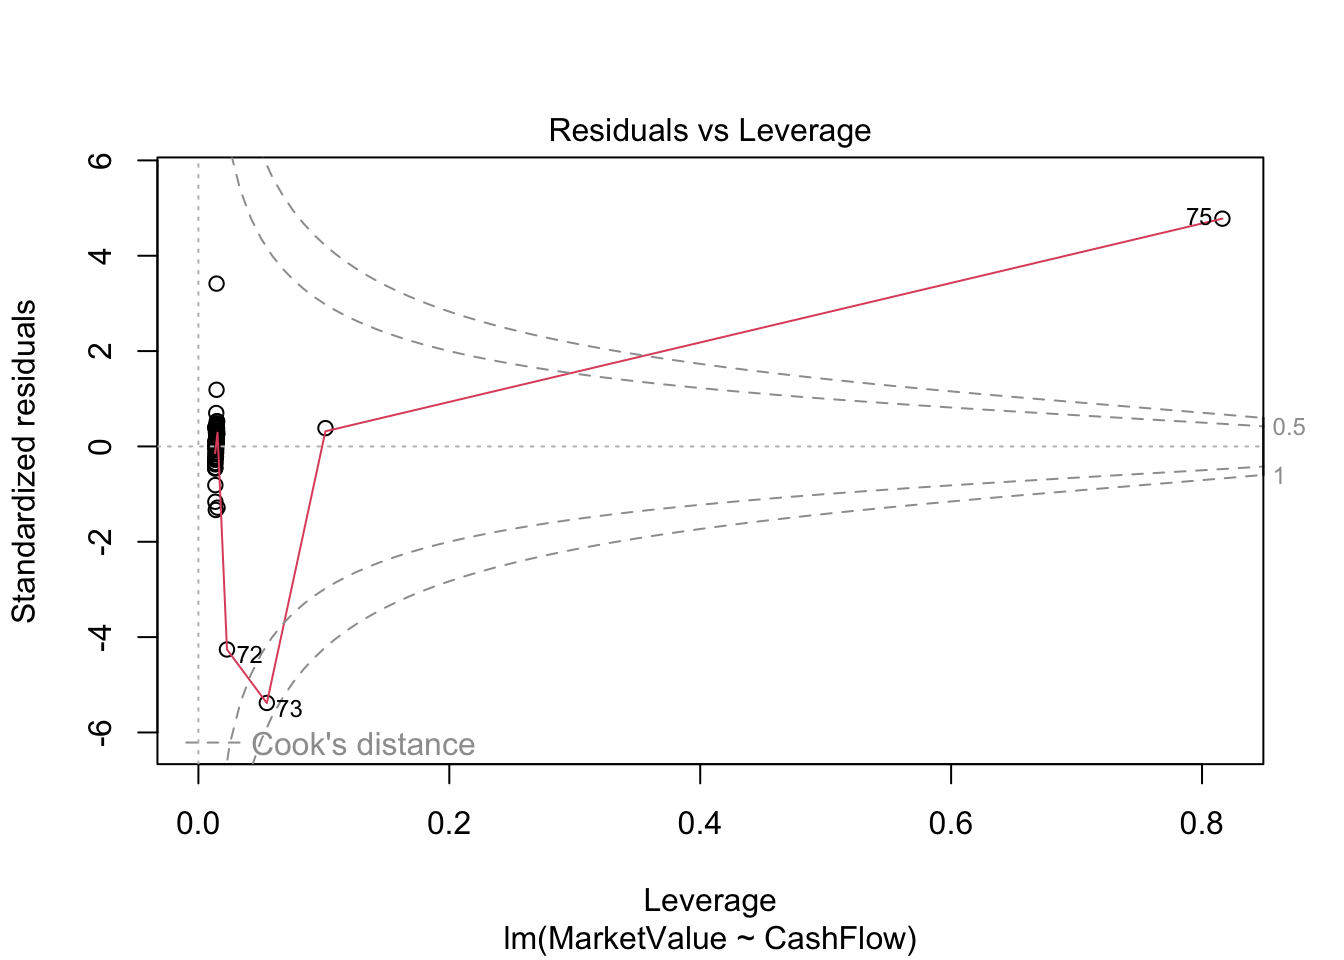 Residuals vs Leverage
Standardized residuals
6
4
2
0
-2
-4
-6
75
72
73
0.5
1
Cook's distance
0.0 0.2 0.4 0.6 0.8
Leverage
lm(MarketValue ~ CashFlow)